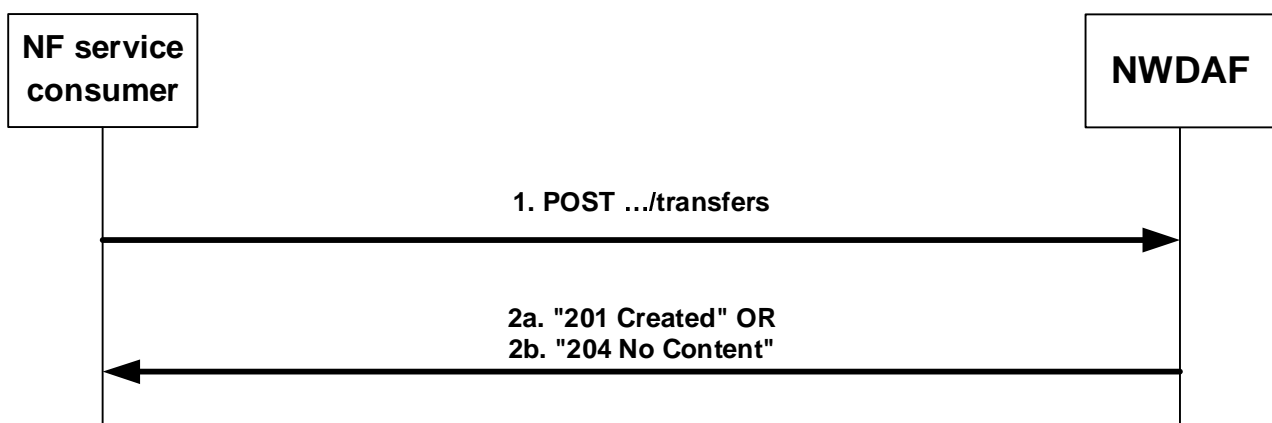 NF service
consumer
NWDAF
1. POST …/transfers
2a. "201 Created" OR
2b. "204 No Content"